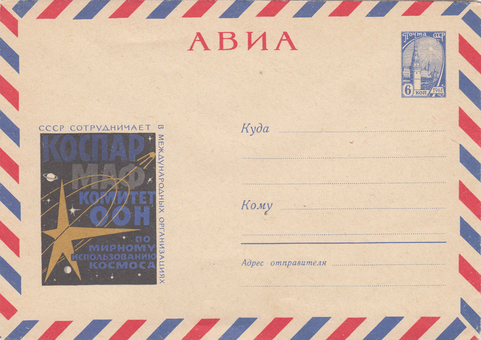 АВИА
ПОЧТА СССР
6
КОП
СССР СОТРУДНИЧАЕТ
В МЕЖДУНАРОДНЫХ ОРГАНИЗАЦИЯХ
КОСПАР
МАФ
КОМИТЕТ
ООН
ПО
МИРНОМУ
ИСПОЛЬЗОВАНИЮ
КОСМОСА
Куда
Кому
Адрес отправителя